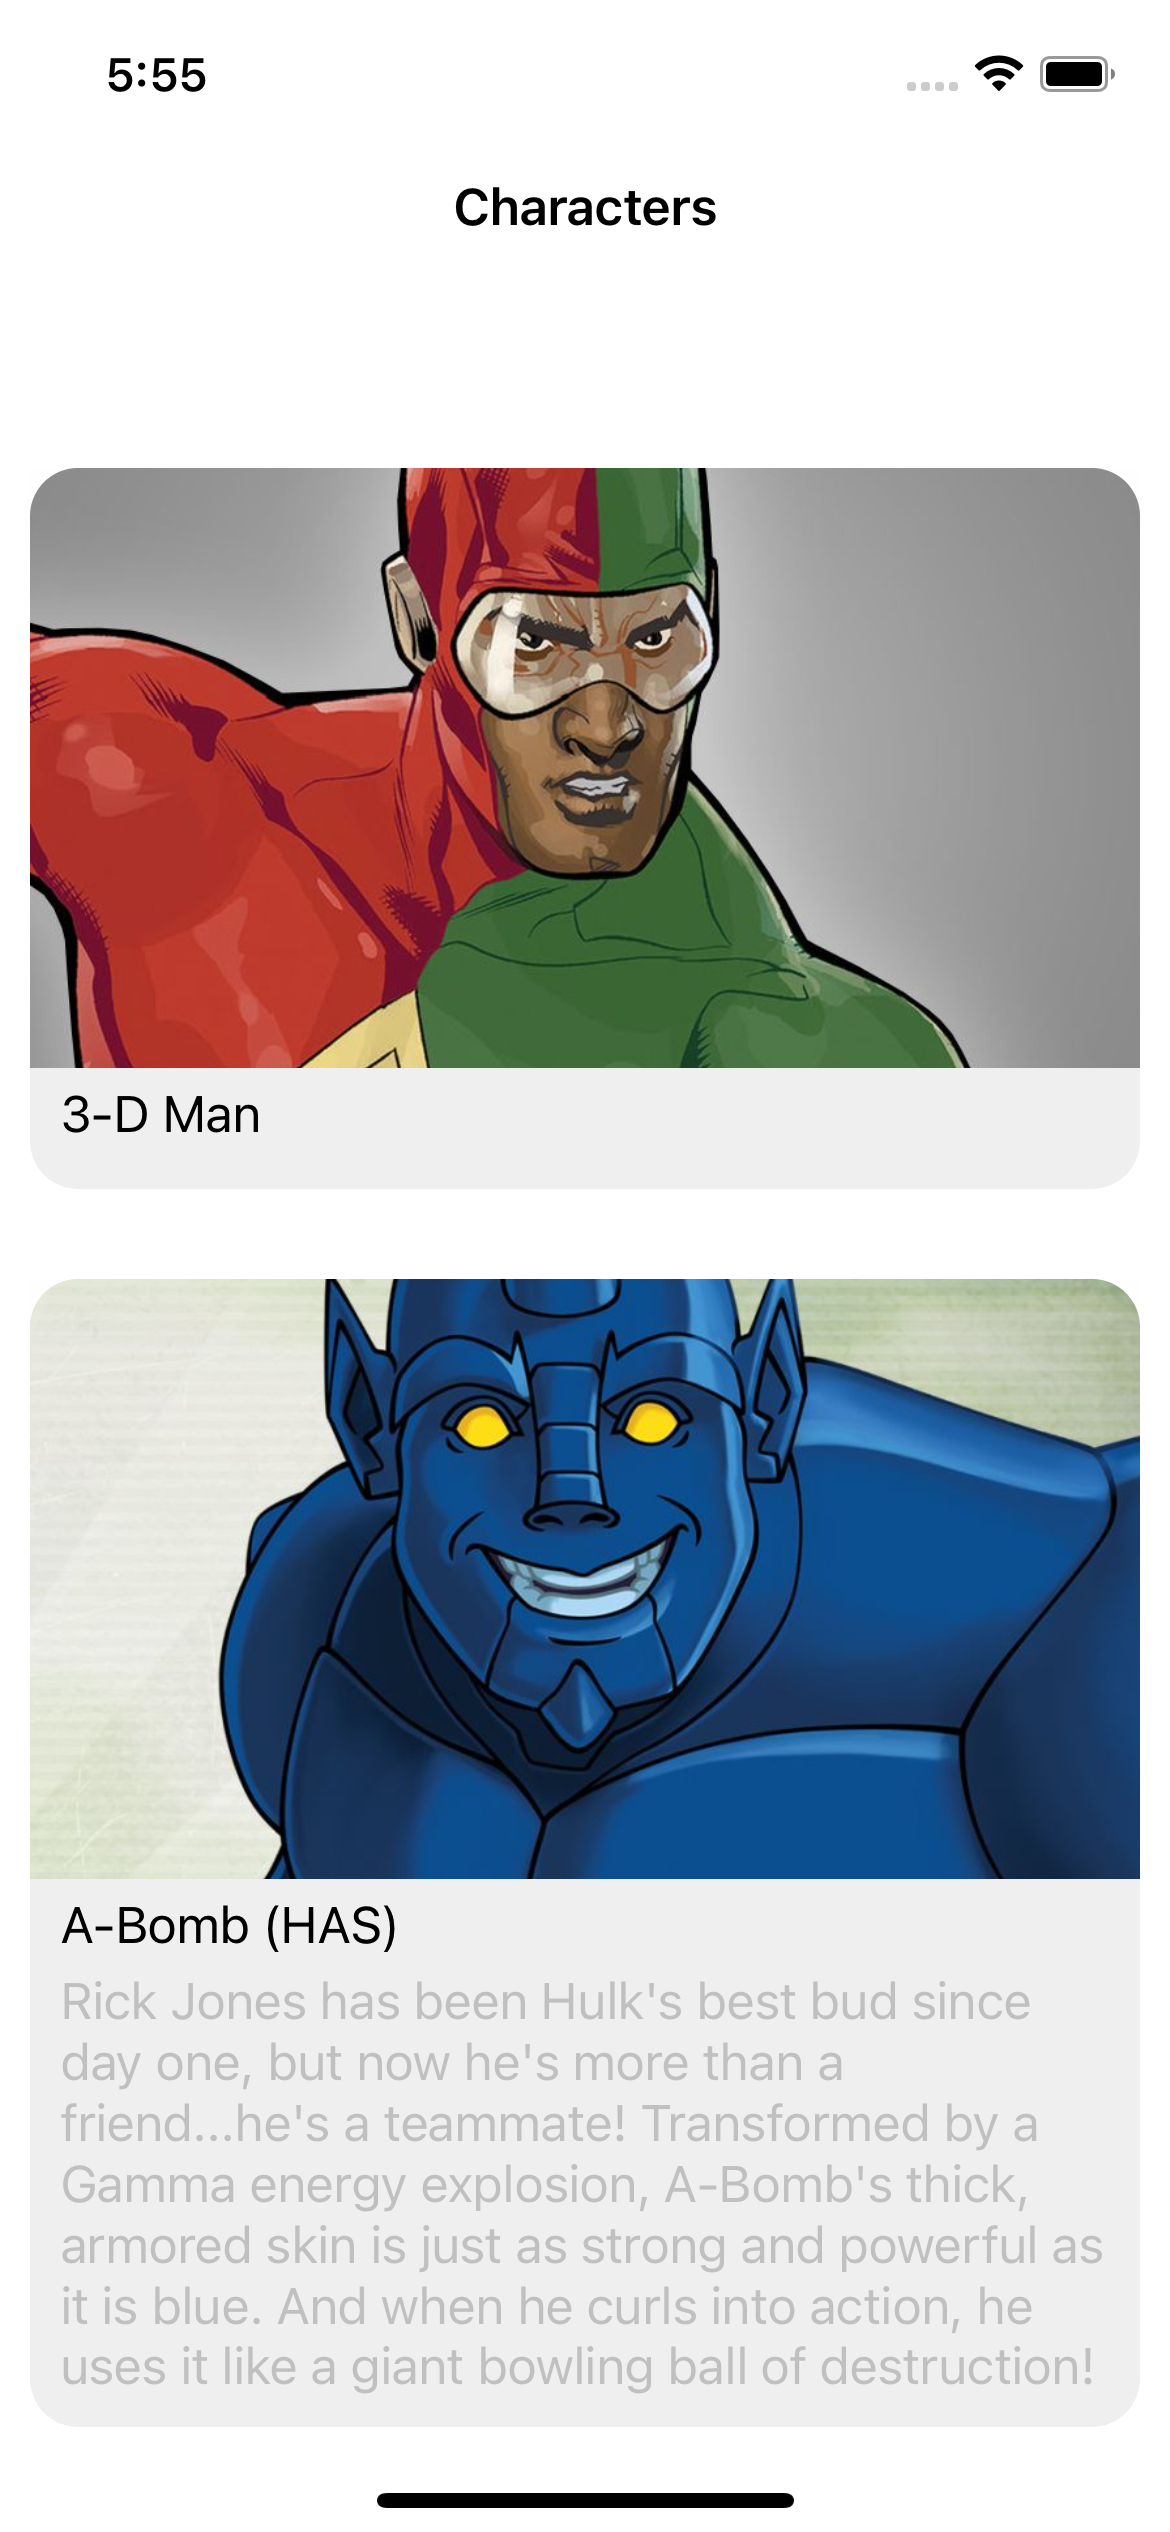 5:55
Characters
3-D Man
A-Bomb (HAS)
Rick Jones has been Hulk's best bud since
day one, but now he's more than a
friend...he's a teammate! Transformed by a
Gamma energy explosion, A-Bomb's thick,
armored skin is just as strong and powerful as
it is blue. And when he curls into action, he
uses it like a giant bowling ball of destruction!